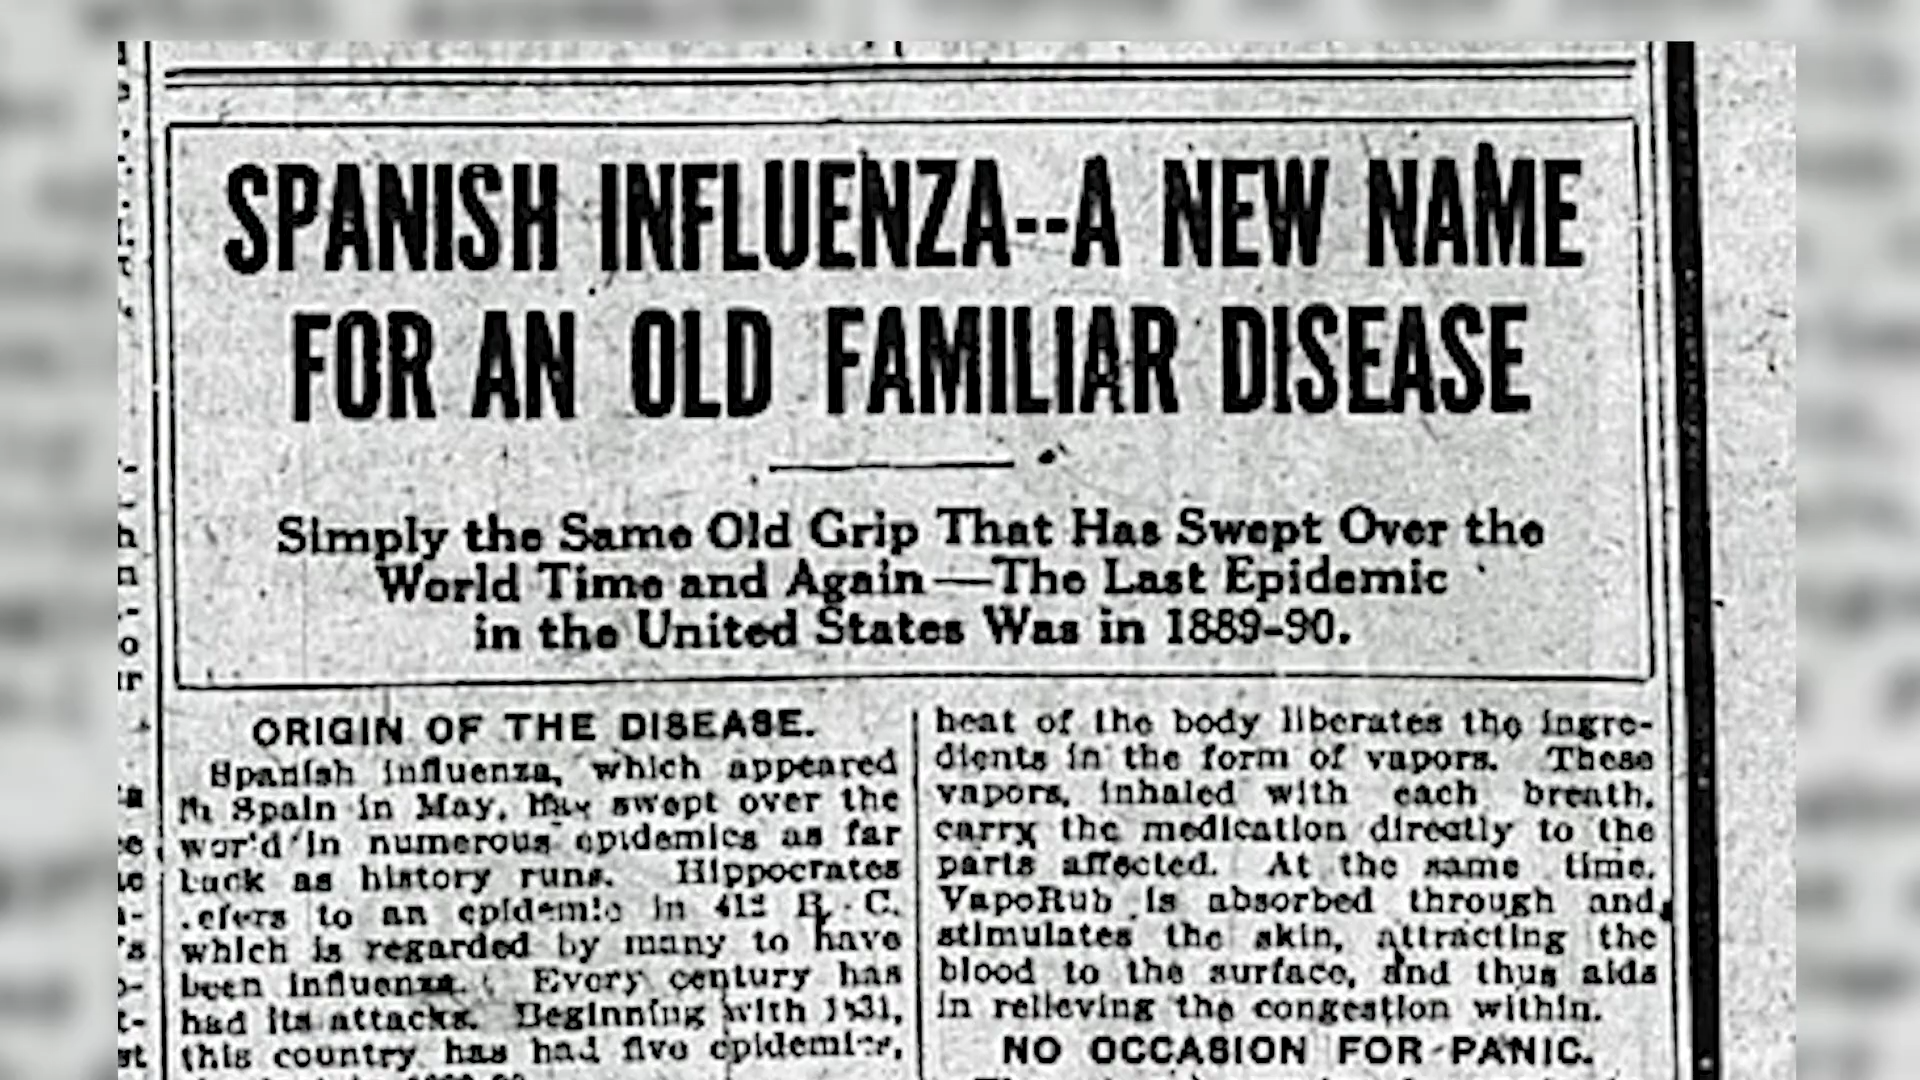 SPANISH INFLUENZA--A NEW NAME
FOR AN OLD FAMILIAR DISEASE
Simply the Same Old Grip That Has Swept Over the
World Time and Again—The Last Epidemic
in the United States Was in 1889-90.
ORIGIN OF THE DISEASE.
Spanish influenza, which appeared
in Spain in May, has swept over the
world in numerous epidemics as far
back as history runs. Hippocrates
refers to an epidemic in 412 B. C.
which is regarded by many to have
been influenza. Every century has
had its attacks. Beginning with 1831,
this country has had five epidemics,
heat of the body liberates the ingre-
dients in the form of vapors. These
vapors, inhaled with each breath,
carry the medication directly to the
parts affected. At the same time,
VapoRub is absorbed through and
stimulates the skin, attracting the
blood to the surface, and thus aids
in relieving the congestion within.
NO OCCASION FOR PANIC.